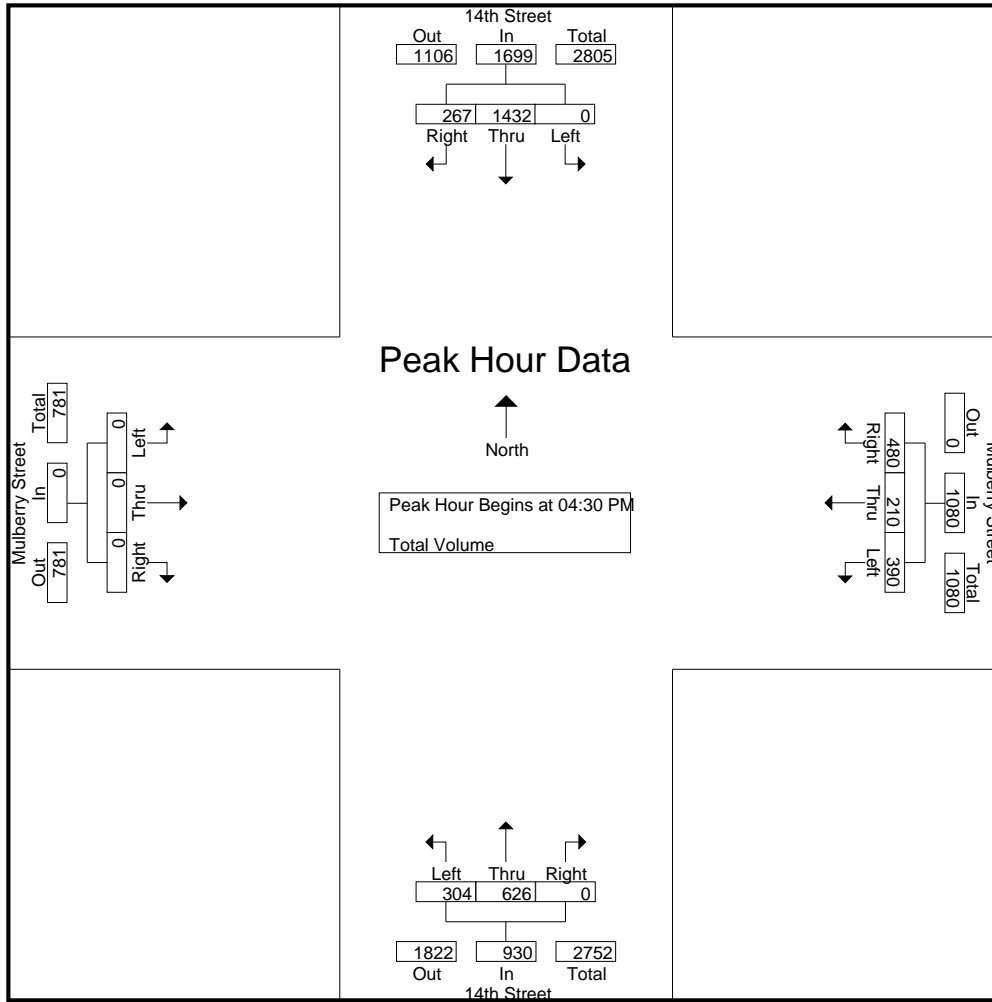 14th Street
Out In Total
1106 1699 2805
267 1432 0
Right Thru Left
Peak Hour Data
North
Peak Hour Begins at 04:30 PM
Total Volume
Mulberry Street
Total In Out
781 0 781
0 0 0
Left Thru Right
Mulberry Street
Out In Total
0 1080 1080
480 210 390
Right Thru Left
Left Thru Right
304 626 0
1822 930 2752
Out In Total
14th Street